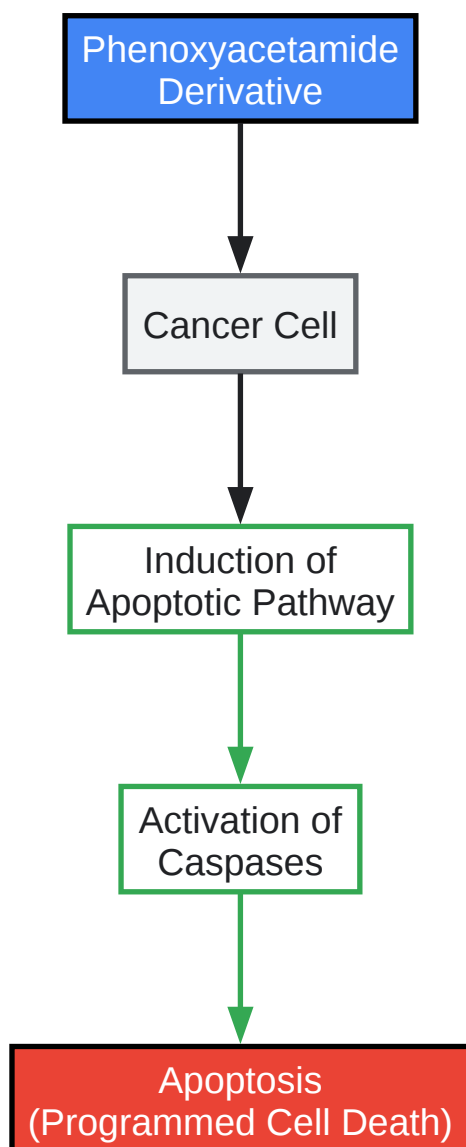 Phenoxyacetamide
Derivative
Cancer Cell
Induction of
Apoptotic Pathway
Activation of
Caspases
Apoptosis
(Programmed Cell Death)